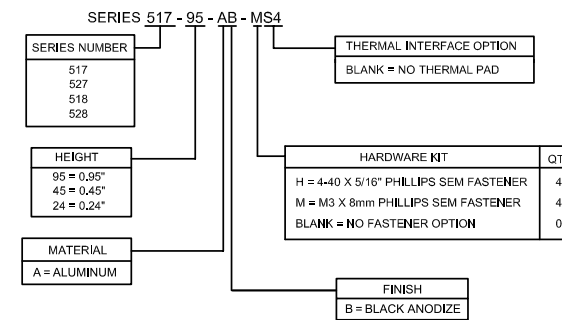 SERIES 517 - 95 - AB - MS4
SERIES NUMBER
517
527
518
528
THERMAL INTERFACE OPTION
BLANK = NO THERMAL PAD
HEIGHT
95 = 0.95"
45 = 0.45"
24 = 0.24"
HARDWARE KIT QT
H = 4-40 X 5/16" PHILLIPS SEM FASTENER 4
M = M3 X 8mm PHILLIPS SEM FASTENER 4
BLANK = NO FASTENER OPTION 0
MATERIAL
A = ALUMINUM
FINISH
B = BLACK ANODIZE